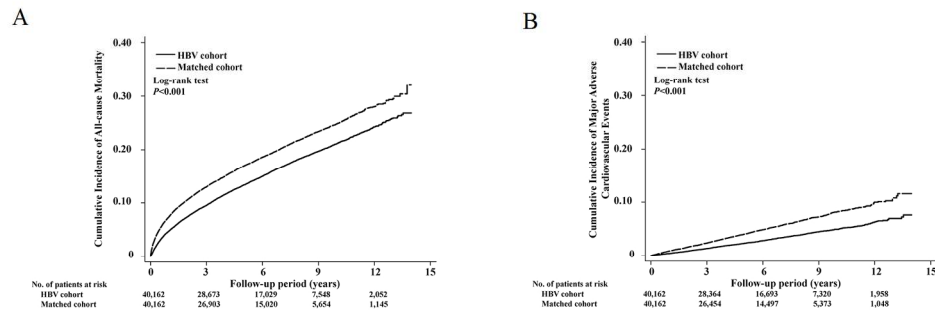 A
Cumulative Incidence of All-cause Mortality
0.40
0.30
0.20
0.10
0
HBV cohort
Matched cohort
Log-rank test
P<0.001
0 3 6 9 12 15
Follow-up period (years)
No. of patients at risk
HBV cohort 40,162 28,673 17,029 7,548 2,052
Matched cohort 40,162 26,903 15,020 5,654 1,145
B
Cumulative Incidence of Major Adverse
Cardiovascular Events
0.40
0.30
0.20
0.10
0
HBV cohort
Matched cohort
Log-rank test
P<0.001
0 3 6 9 12 15
Follow-up period (years)
No. of patients at risk
HBV cohort 40,162 28,364 16,693 7,320 1,958
Matched cohort 40,162 26,454 14,497 5,373 1,048